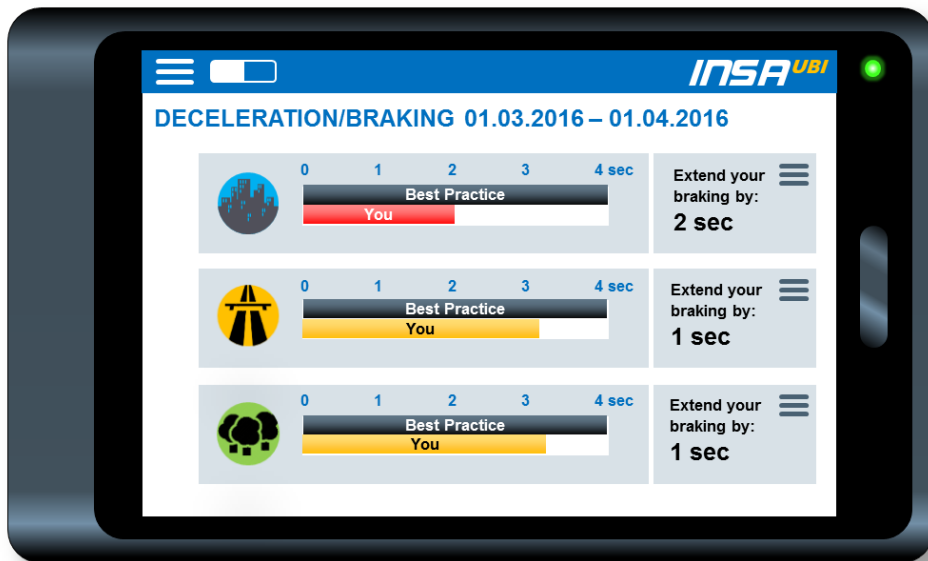 INSA UBI
DECELERATION/BRAKING 01.03.2016 – 01.04.2016
0 1 2 3 4 sec
Best Practice
You
Extend your
braking by:
2 sec
0 1 2 3 4 sec
Best Practice
You
Extend your
braking by:
1 sec
0 1 2 3 4 sec
Best Practice
You
Extend your
braking by:
1 sec